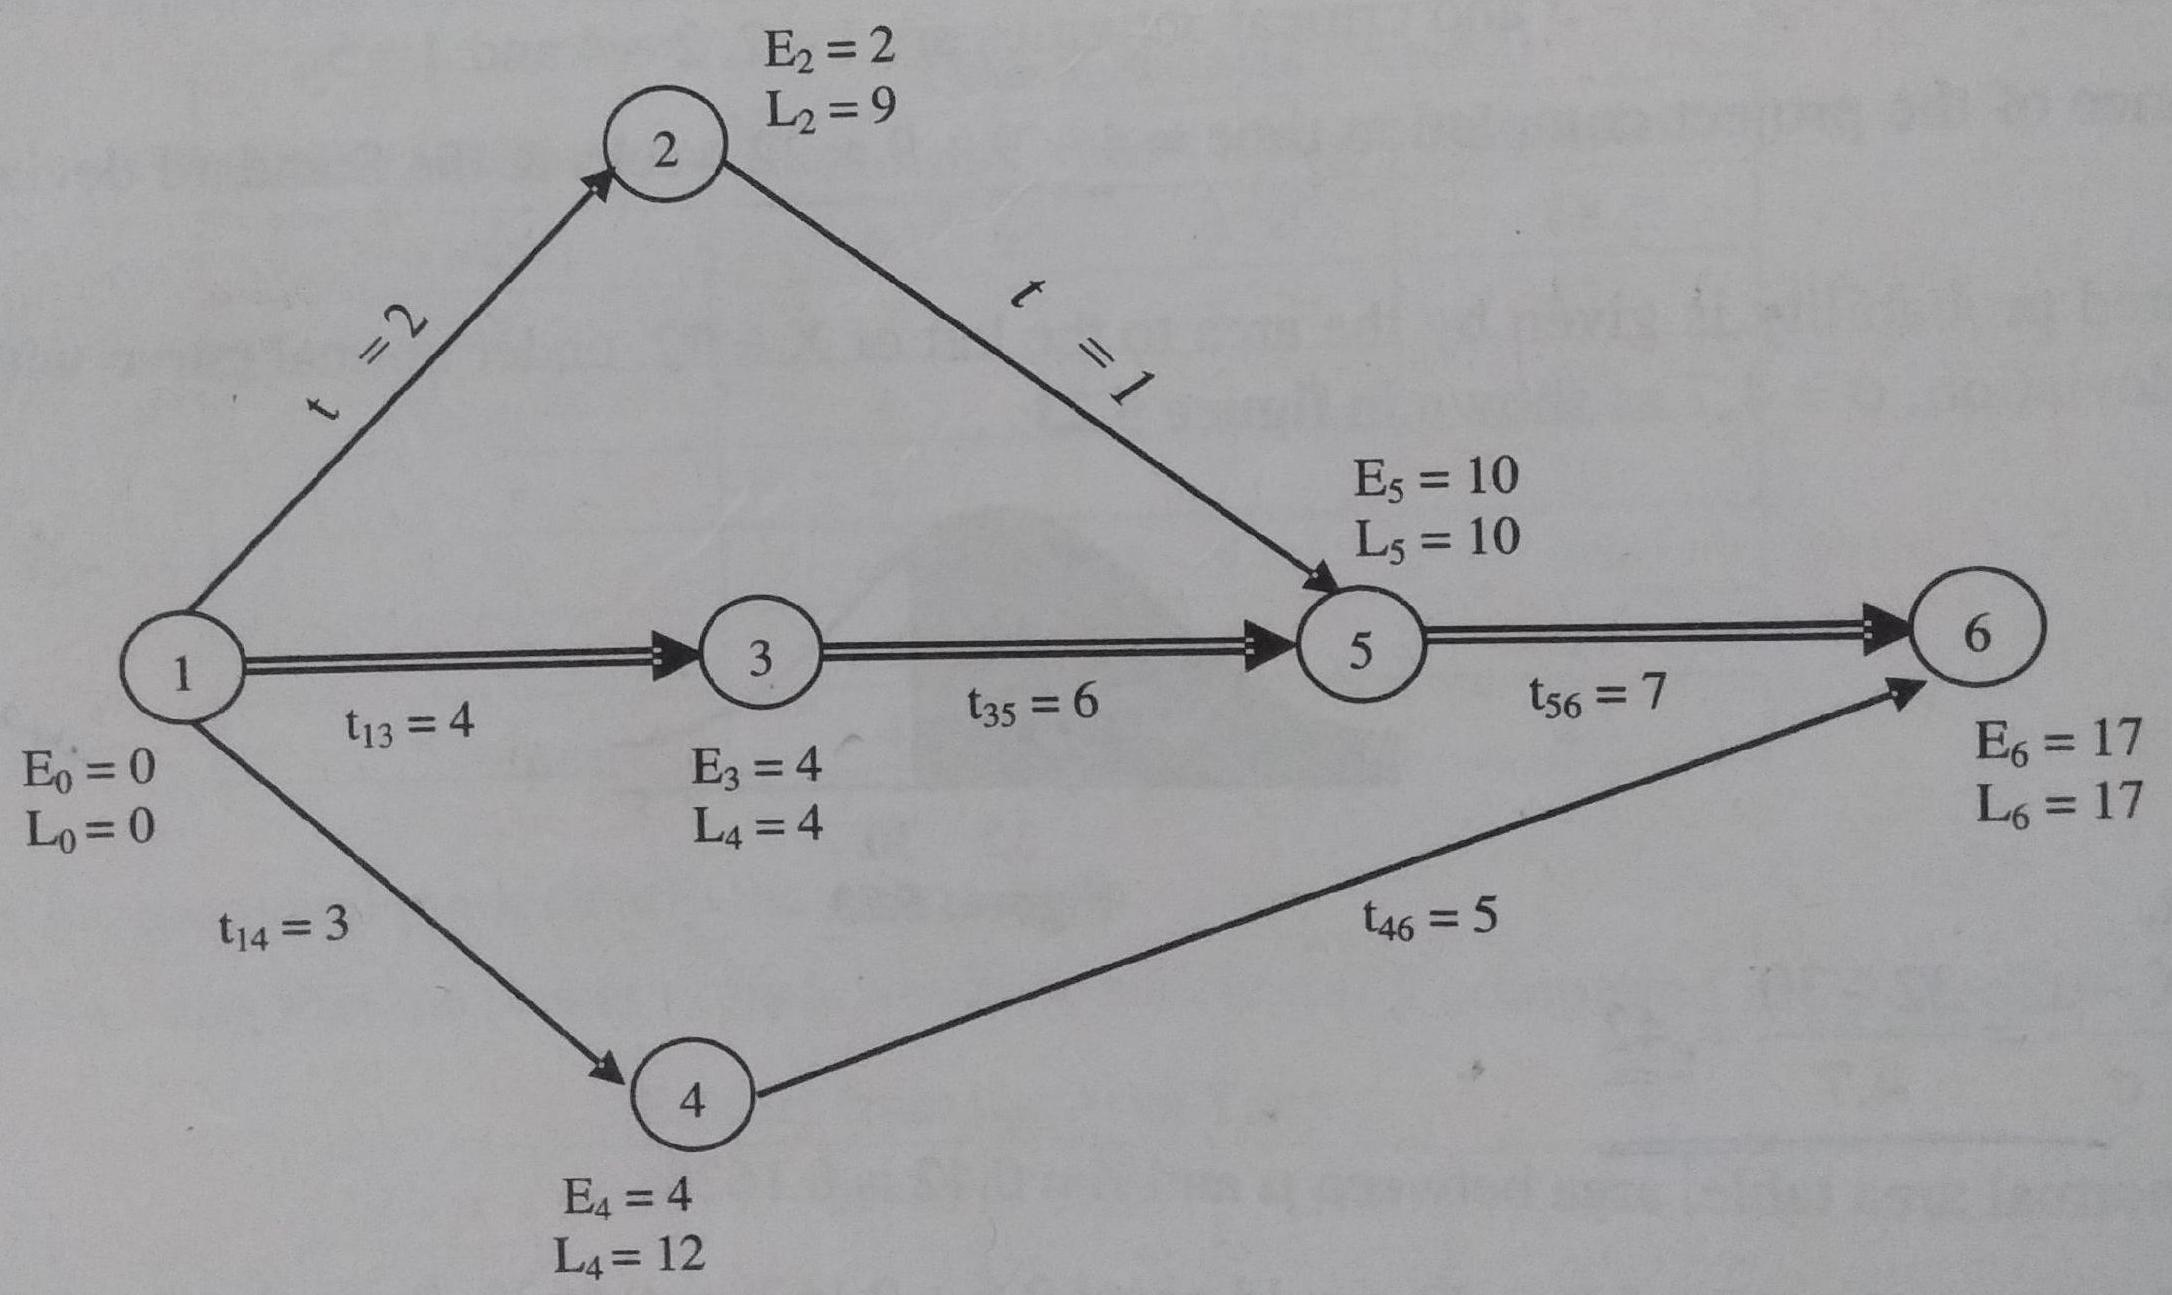 E₂ = 2
L₂ = 9
2
t = 2
t = 1
E₅ = 10
L₅ = 10
1
3
5
6
t₁₃ = 4
t₃₅ = 6
t₅₆ = 7
E₀ = 0
L₀ = 0
E₃ = 4
L₄ = 4
E₆ = 17
L₆ = 17
t₁₄ = 3
t₄₆ = 5
4
E₄ = 4
L₄ = 12